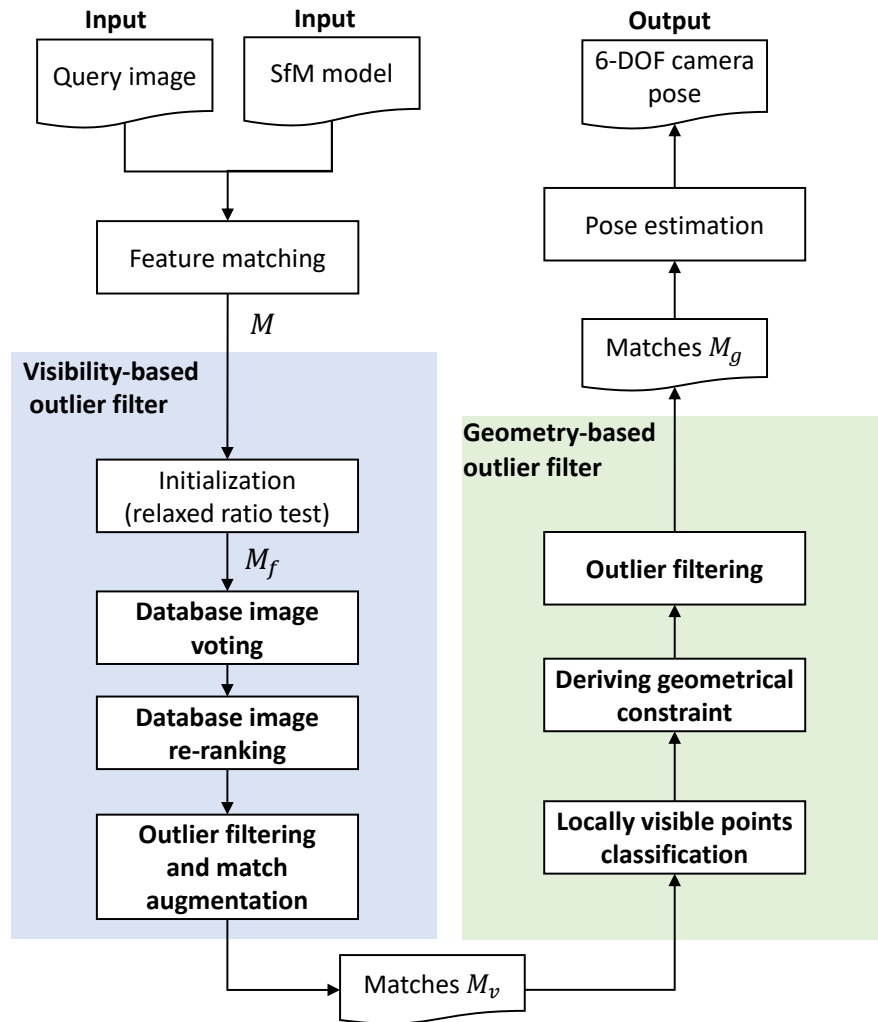 Input
Input
Query image
SfM model
Feature matching
M
Visibility-based
outlier filter
Initialization
(relaxed ratio test)
M_f
Database image
voting
Database image
re-ranking
Outlier filtering
and match
augmentation
Matches M_v
Output
6-DOF camera
pose
Pose estimation
Matches M_g
Geometry-based
outlier filter
Outlier filtering
Deriving geometrical
constraint
Locally visible points
classification